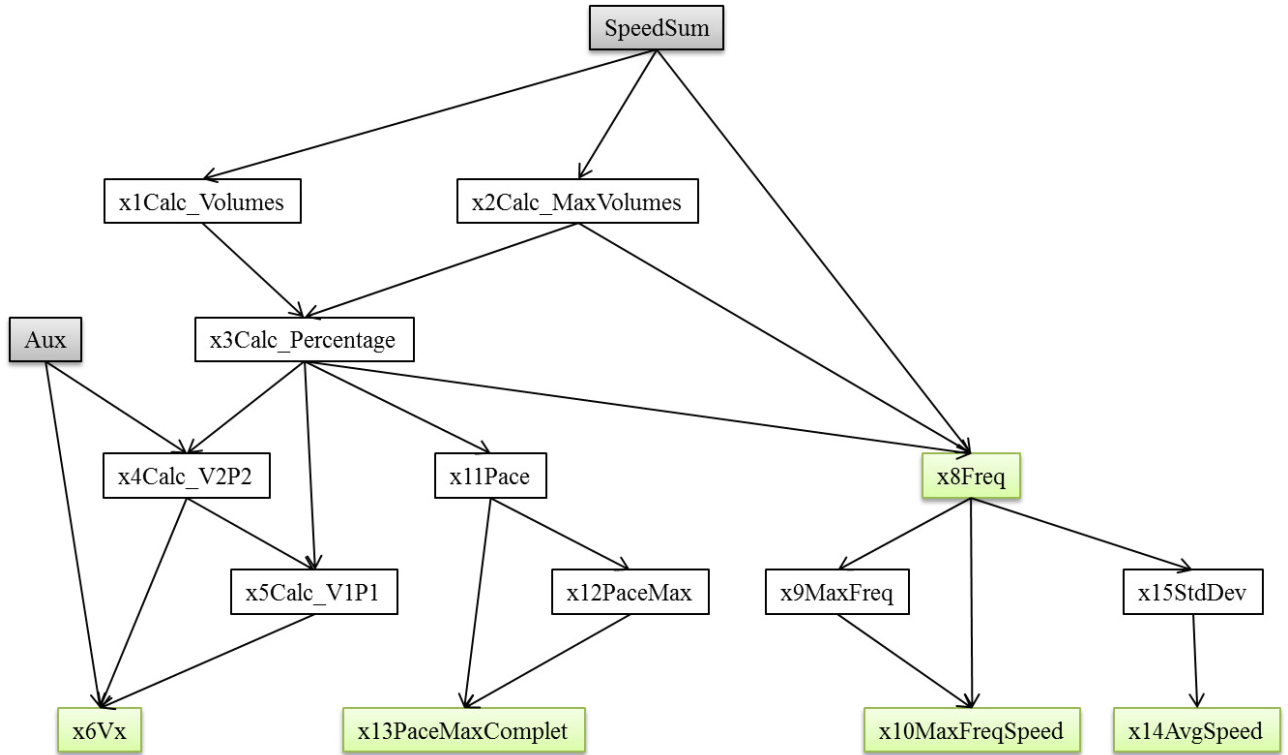 SpeedSum
x1Calc_Volumes
x2Calc_MaxVolumes
Aux
x3Calc_Percentage
x4Calc_V2P2
x11Pace
x8Freq
x5Calc_V1P1
x12PaceMax
x9MaxFreq
x15StdDev
x6Vx
x13PaceMaxComplet
x10MaxFreqSpeed
x14AvgSpeed